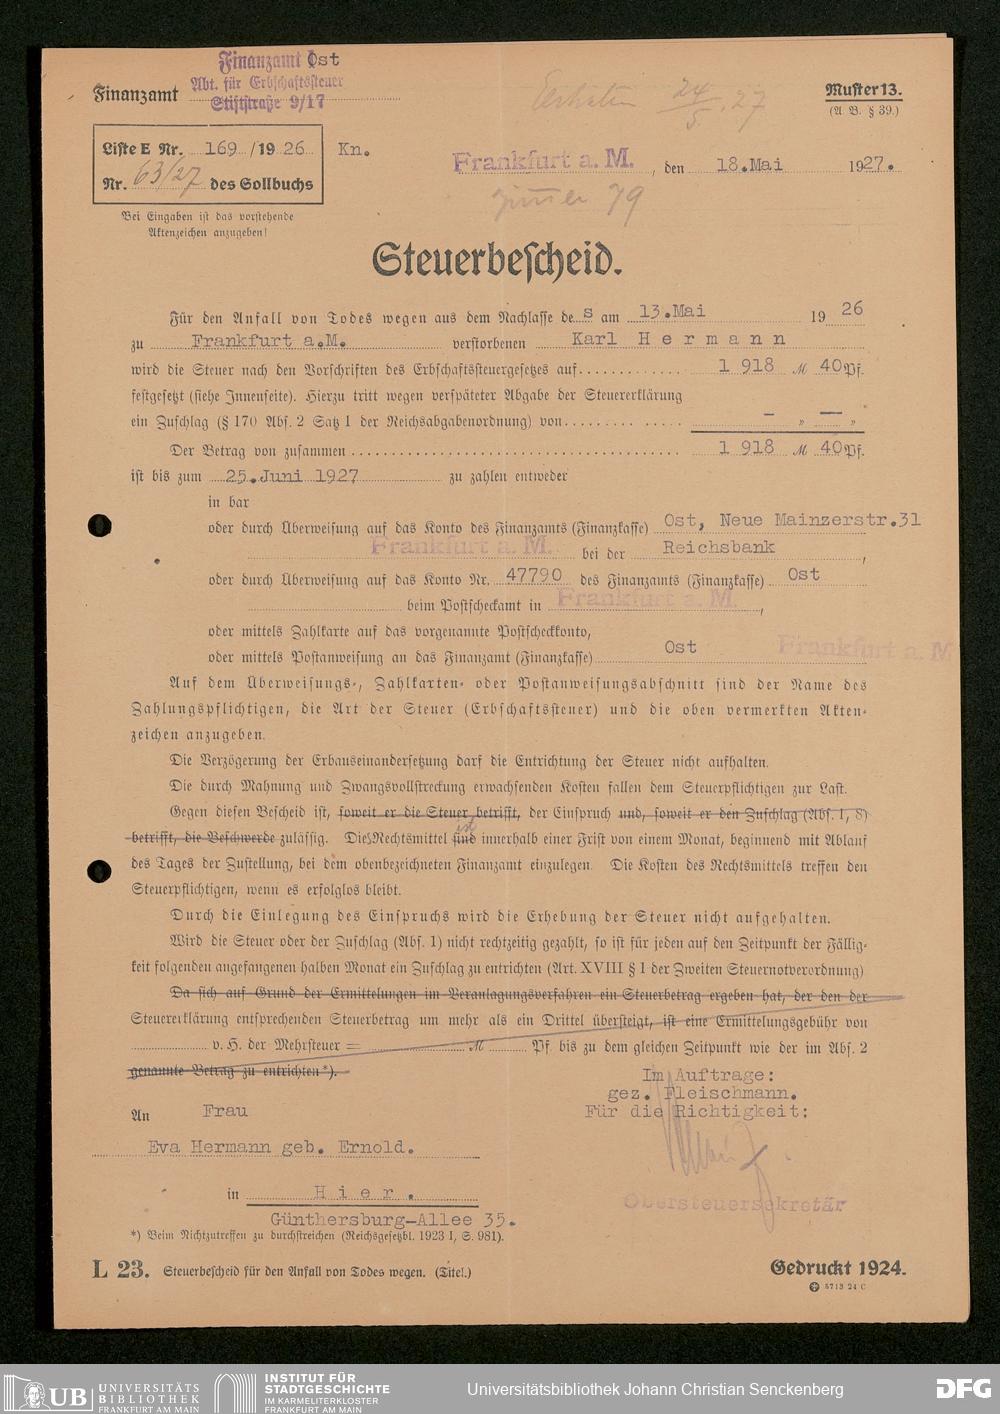 Finanzamt Ost
Abt. für Erbschaftssteuer
Stiftstraße 9/17
Finanzamt
Erhalten 24/5. 27
Muster 13.
(A. B. § 39.)
Liste E Nr. 169 /19 26
Nr. 63/27 des Sollbuchs
Kn.
Frankfurt a. M., den 18.Mai 1927.
Zimmer 79
Bei Eingaben ist das vorstehende
Aktenzeichen anzugeben!
Steuerbescheid.
Für den Anfall von Todes wegen aus dem Nachlasse des am 13.Mai 19 26
zu Frankfurt a.M. verstorbenen Karl Hermann
wird die Steuer nach den Vorschriften des Erbschaftssteuergesetzes auf 1 918 M 40 Pf.
festgesetzt (siehe Innenseite). Hierzu tritt wegen verspäteter Abgabe der Steuererklärung
ein Zuschlag (§ 170 Abs. 2 Satz 1 der Reichsabgabenordnung) von — „ — „
Der Betrag von zusammen 1 918 M 40 Pf.
ist bis zum 25.Juni 1927 zu zahlen entweder
in bar
oder durch Überweisung auf das Konto des Finanzamts (Finanzkasse) Ost, Neue Mainzerstr.31
Frankfurt a. M. bei der Reichsbank,
oder durch Überweisung auf das Konto Nr. 47790 des Finanzamts (Finanzkasse) Ost
beim Postscheckamt in Frankfurt a. M.,
oder mittels Zahlkarte auf das vorgenannte Postscheckkonto,
oder mittels Postanweisung an das Finanzamt (Finanzkasse) Ost Frankfurt a. M
Auf dem Überweisungs-, Zahlkarten- oder Postanweisungsabschnitt sind der Name des
Zahlungspflichtigen, die Art der Steuer (Erbschaftssteuer) und die oben vermerkten Akten-
zeichen anzugeben.
Die Verzögerung der Erbauseinandersetzung darf die Entrichtung der Steuer nicht aufhalten.
Die durch Mahnung und Zwangsvollstreckung erwachsenden Kosten fallen dem Steuerpflichtigen zur Last.
Gegen diesen Bescheid ist, soweit er die Steuer betrifft, der Einspruch und, soweit er den Zuschlag (Abs. 1, 8)
betrifft, die Beschwerde zulässig. Die Rechtsmittel sind ist innerhalb einer Frist von einem Monat, beginnend mit Ablauf
des Tages der Zustellung, bei dem obenbezeichneten Finanzamt einzulegen. Die Kosten des Rechtsmittels treffen den
Steuerpflichtigen, wenn es erfolglos bleibt.
Durch die Einlegung des Einspruchs wird die Erhebung der Steuer nicht aufgehalten.
Wird die Steuer oder der Zuschlag (Abs. 1) nicht rechtzeitig gezahlt, so ist für jeden auf den Zeitpunkt der Fällig-
keit folgenden angefangenen halben Monat ein Zuschlag zu entrichten (Art. XVIII § 1 der Zweiten Steuernotverordnung)
Da sich auf Grund der Ermittelungen im Veranlagungsverfahren ein Steuerbetrag ergeben hat, der den der
Steuererklärung entsprechenden Steuerbetrag um mehr als ein Drittel übersteigt, ist eine Ermittelungsgebühr von
v. H. der Mehrsteuer = M Pf. bis zu dem gleichen Zeitpunkt wie der im Abs. 2
genannte Betrag zu entrichten*).
Im Auftrage:
gez. Fleischmann.
Für die Richtigkeit:
An Frau
Eva Hermann geb. Ernold.
Obersteuersekretär
in Hier.
Günthersburg-Allee 35.
*) Beim Nichtzutreffen zu durchstreichen (Reichsgesetzbl. 1923 I, S. 981).
L 23. Steuerbescheid für den Anfall von Todes wegen. (Titel.)
Gedruckt 1924.
5713 24 C
UB UNIVERSITÄTS
BIBLIOTHEK
FRANKFURT AM MAIN
INSTITUT FÜR
STADTGESCHICHTE
IM KARMELITERKLOSTER
FRANKFURT AM MAIN
Universitätsbibliothek Johann Christian Senckenberg
DFG